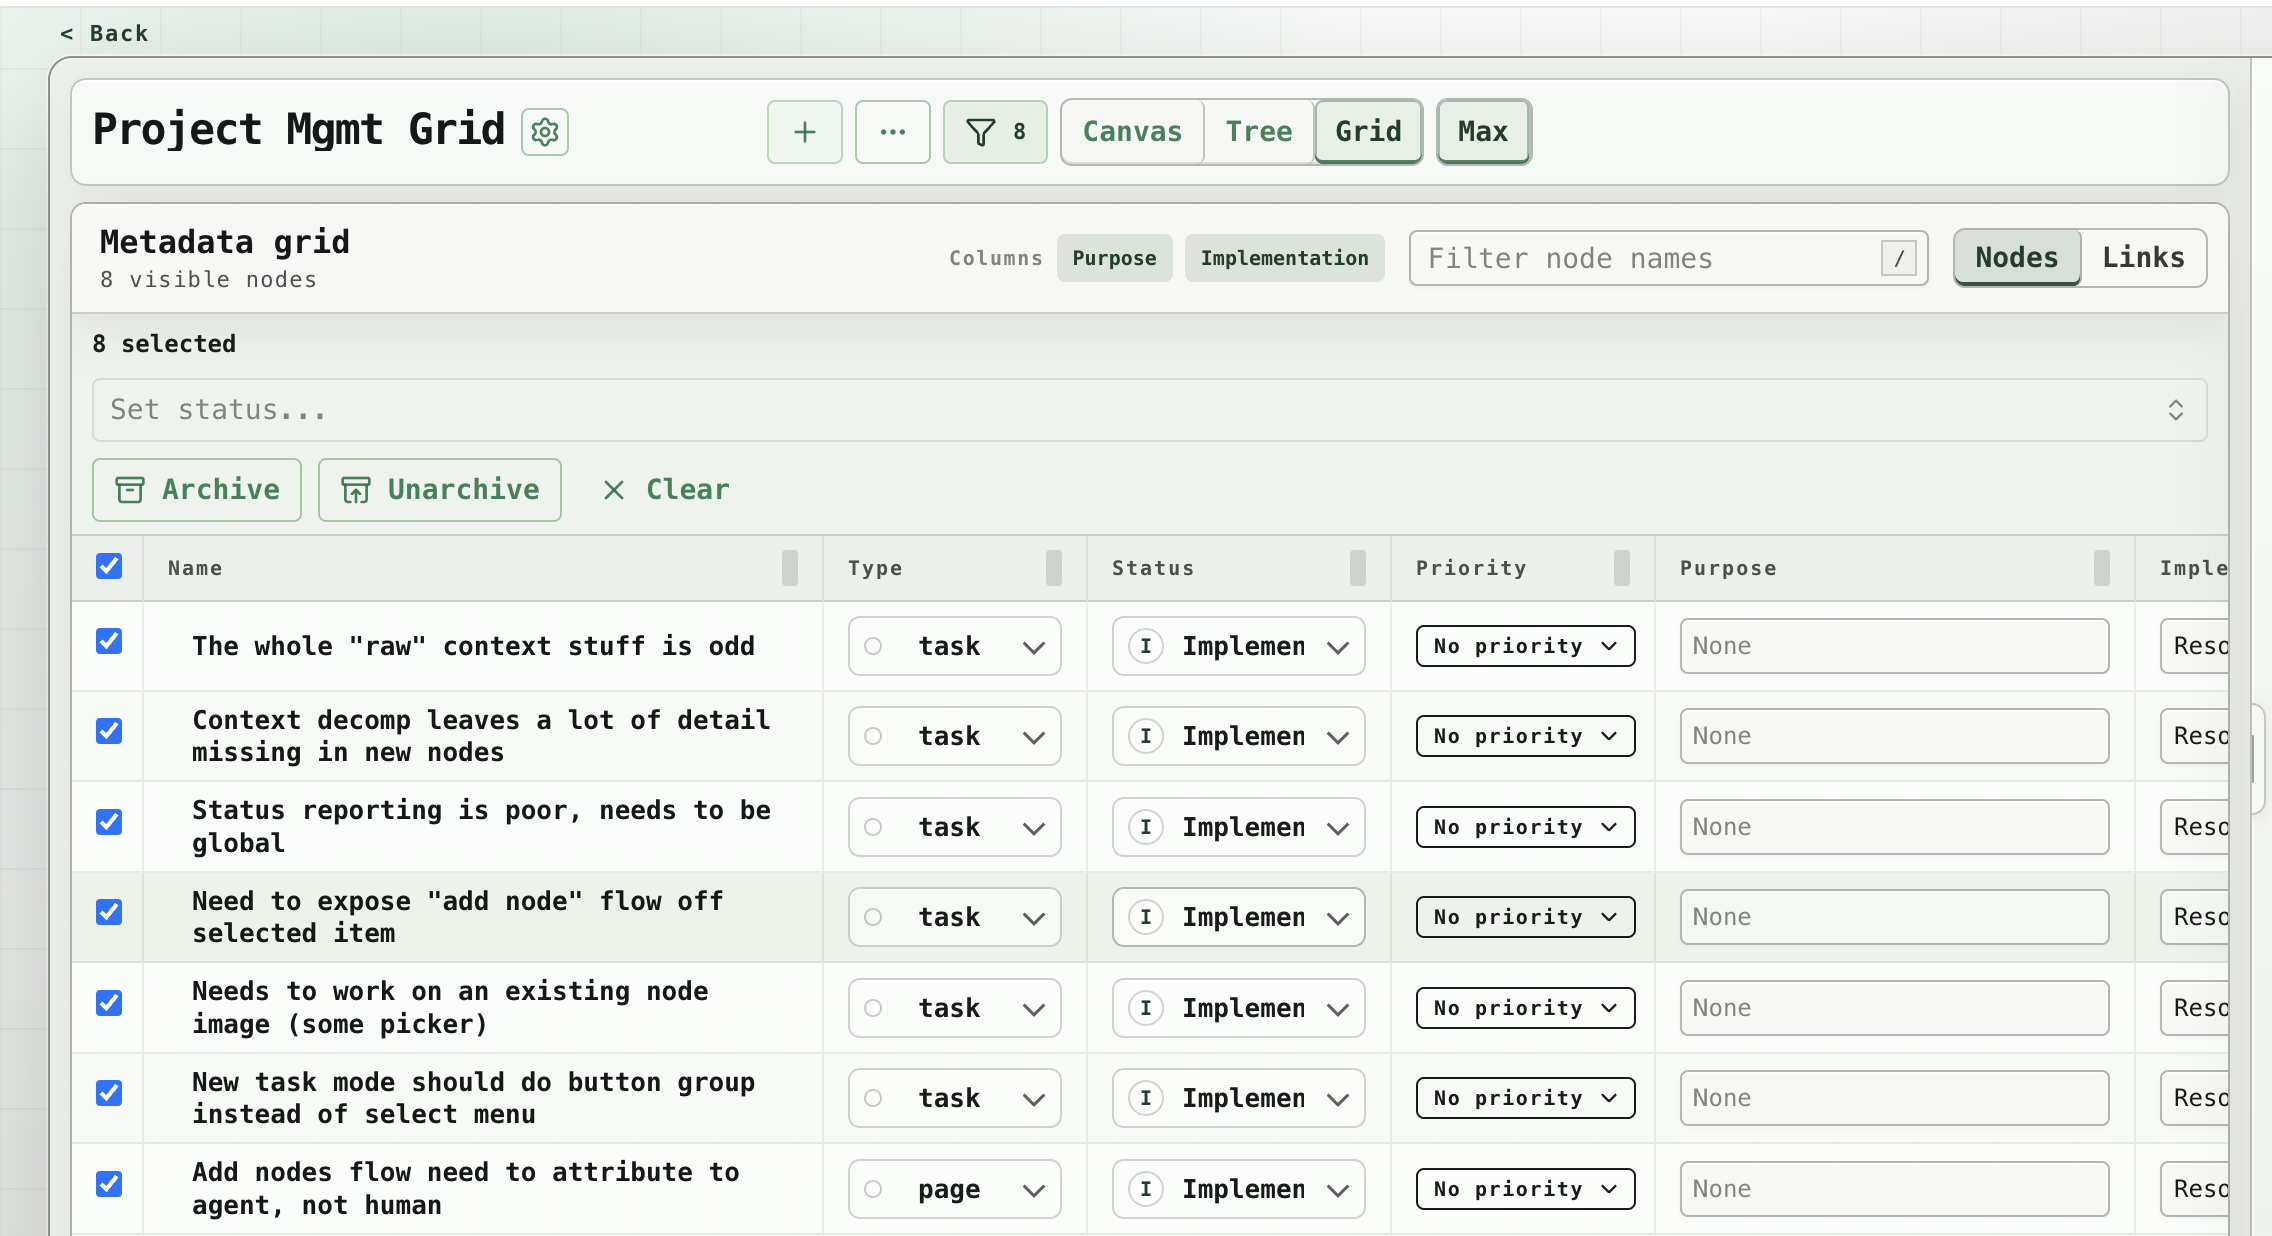 < Back
Project Mgmt Grid
+ ... 8 Canvas Tree Grid Max
Metadata grid
8 visible nodes
Columns Purpose Implementation Filter node names / Nodes Links
8 selected
Set status...
Archive Unarchive Clear
Name Type Status Priority Purpose Imple
The whole "raw" context stuff is odd task I Implemen No priority None Reso
Context decomp leaves a lot of detail
missing in new nodes
task I Implemen No priority None Reso
Status reporting is poor, needs to be
global
task I Implemen No priority None Reso
Need to expose "add node" flow off
selected item
task I Implemen No priority None Reso
Needs to work on an existing node
image (some picker)
task I Implemen No priority None Reso
New task mode should do button group
instead of select menu
task I Implemen No priority None Reso
Add nodes flow need to attribute to
agent, not human
page I Implemen No priority None Reso